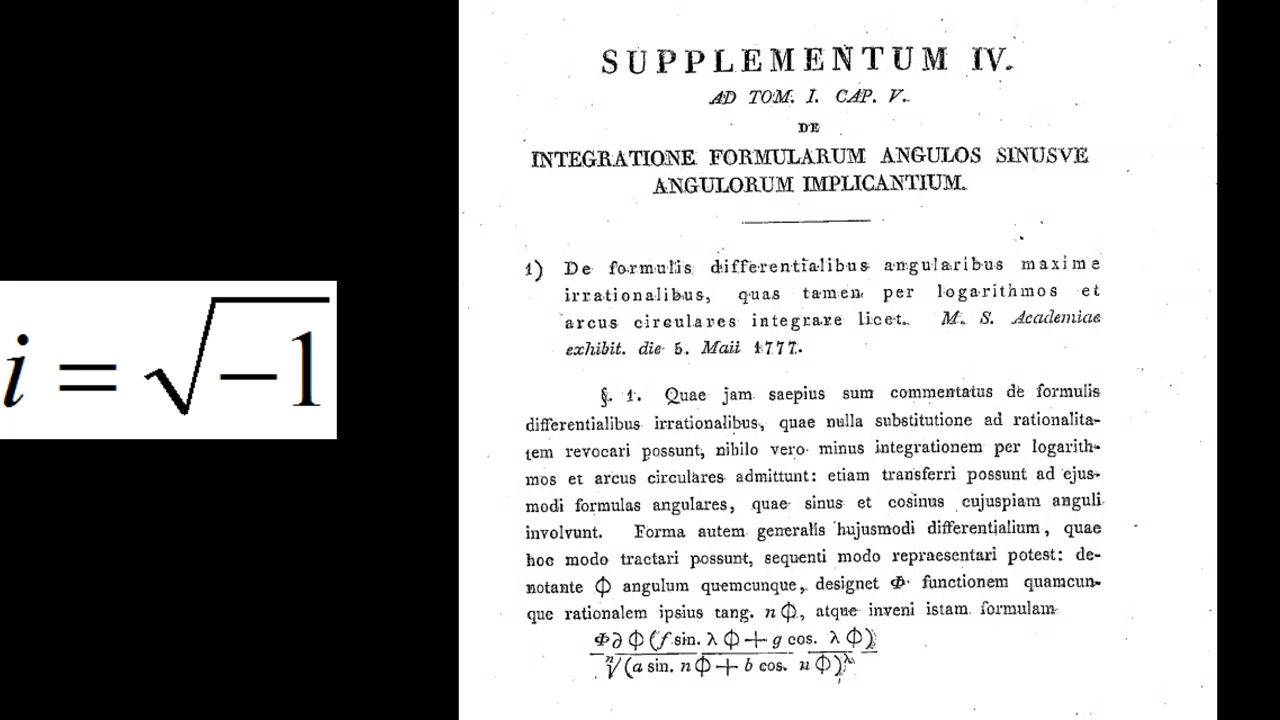 i = √−1
SUPPLEMENTUM IV.
AD TOM. I. CAP. V.
DE
INTEGRATIONE FORMULARUM ANGULOS SINUSVE
ANGULORUM IMPLICANTIUM.
1) De formulis differentialibus angularibus maxime
irrationalibus, quas tamen per logarithmos et
arcus circulares integrare licet. M. S. Academiae
exhibit. die 5. Maii 1777.
§. 1. Quae jam saepius sum commentatus de formulis
differentialibus irrationalibus, quae nulla substitutione ad rationalita-
tem revocari possunt, nihilo vero minus integrationem per logarith-
mos et arcus circulares admittunt: etiam transferri possunt ad ejus-
modi formulas angulares, quae sinus et cosinus cujuspiam anguli
involvunt. Forma autem generalis hujusmodi differentialium, quae
hoc modo tractari possunt, sequenti modo repraesentari potest: de-
notante ϕ angulum quemcunque, designet Φ functionem quamcun-
que rationalem ipsius tang. n ϕ, atque inveni istam formulam
Φ ∂ ϕ (f sin. λ ϕ + g cos. λ ϕ)
ⁿ√(a sin. n ϕ + b cos. n ϕ)^λ